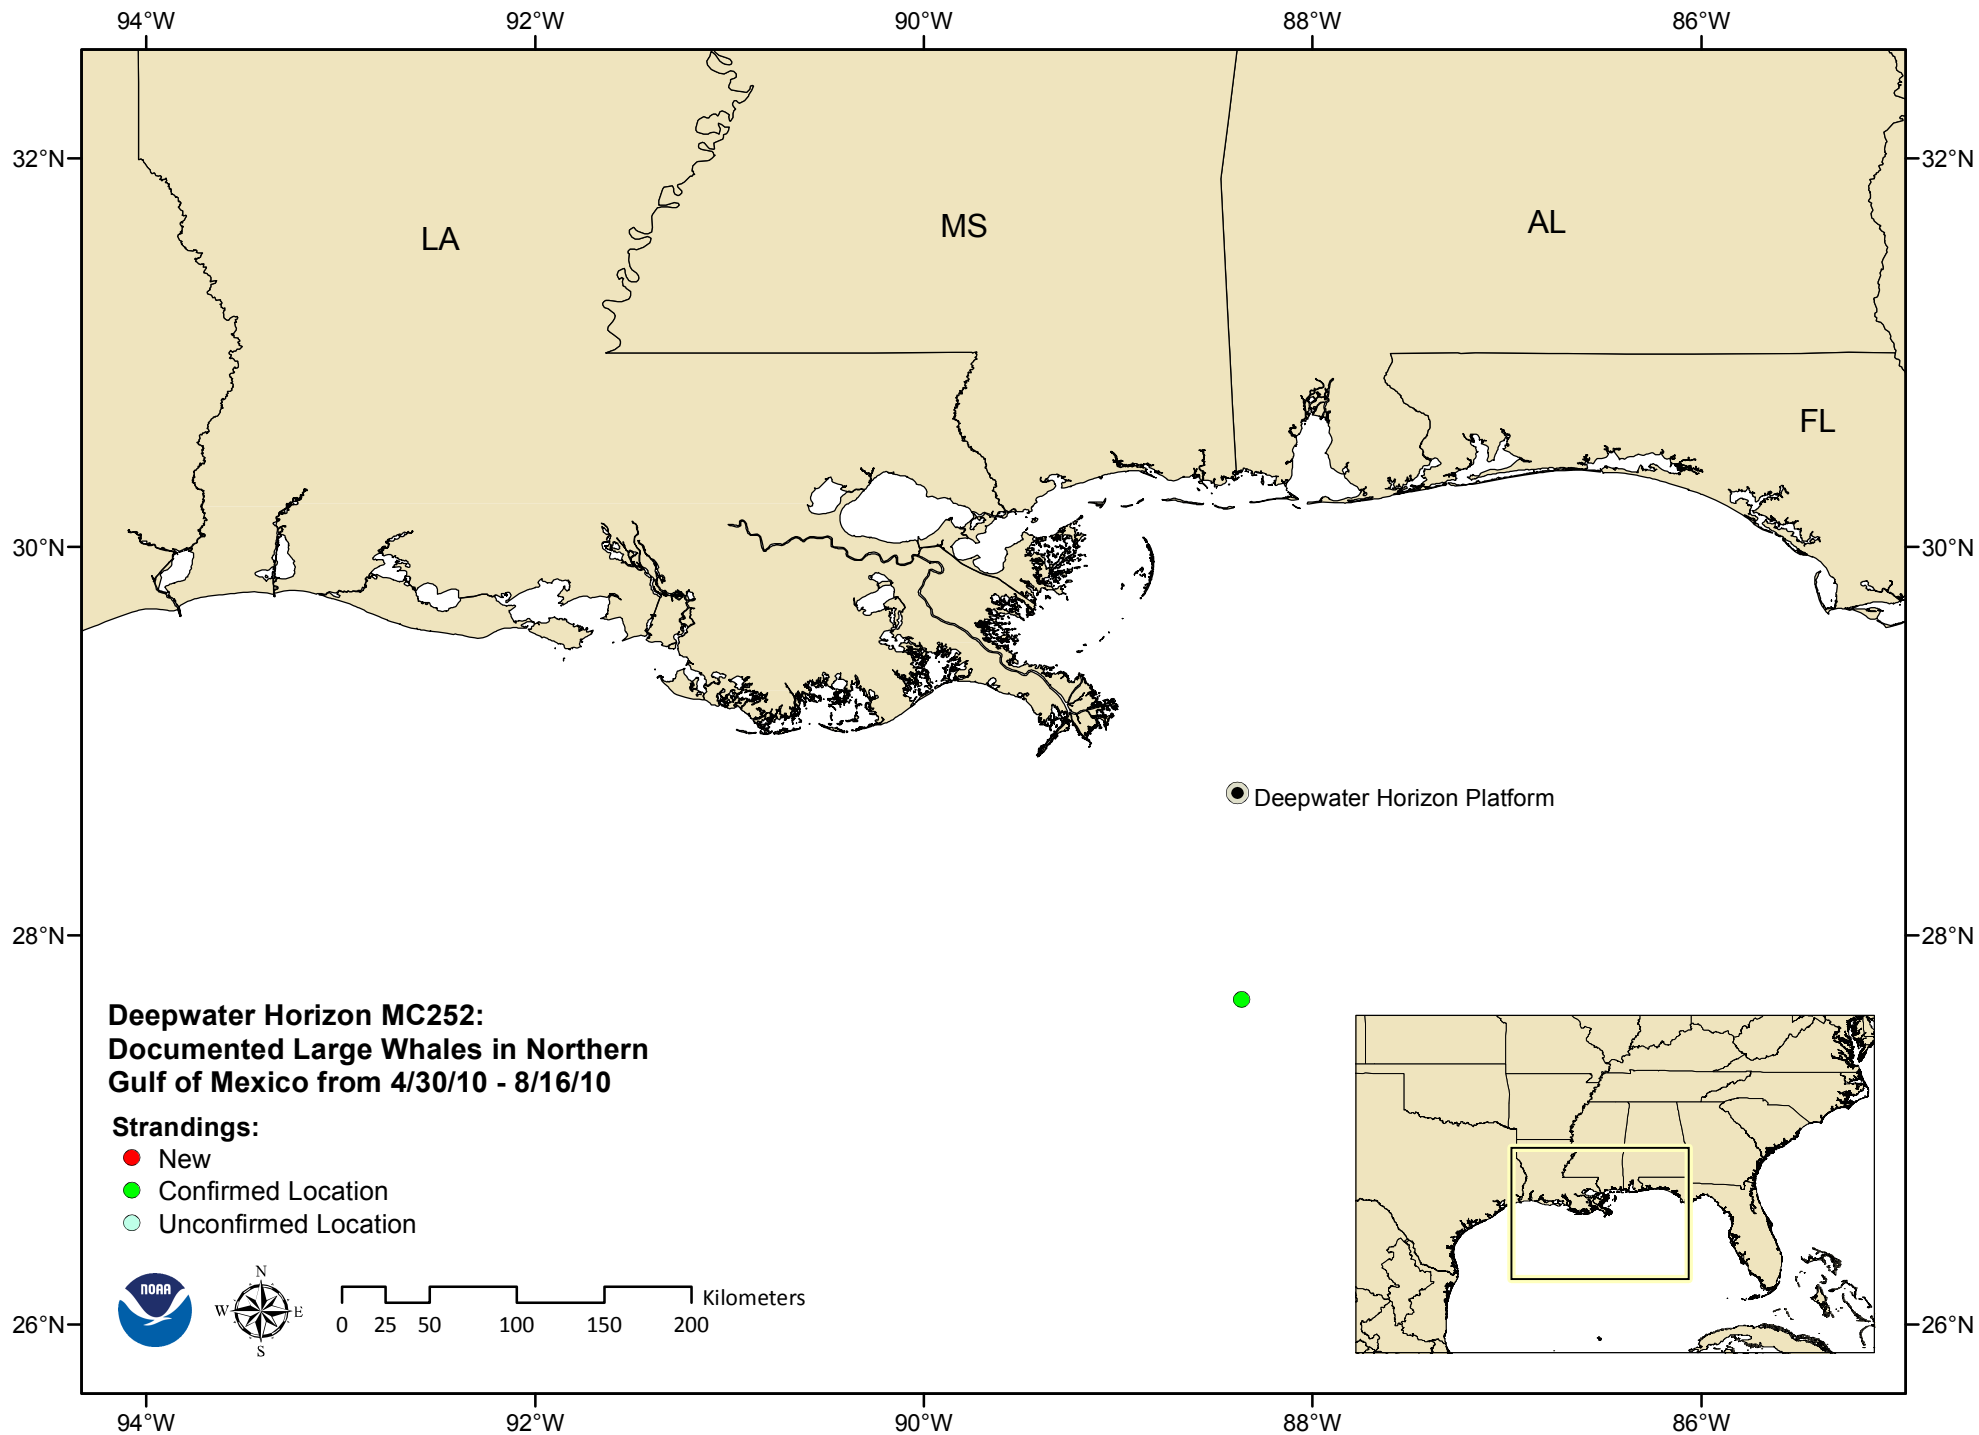 94°W 92°W 90°W 88°W 86°W
32°N 32°N
LA MS AL
FL
30°N 30°N
Deepwater Horizon Platform
28°N 28°N
Deepwater Horizon MC252:
Documented Large Whales in Northern
Gulf of Mexico from 4/30/10 - 8/16/10
Strandings:
New
Confirmed Location
Unconfirmed Location
NOAA
N
W E
S
Kilometers
0 25 50 100 150 200
26°N 26°N
94°W 92°W 90°W 88°W 86°W